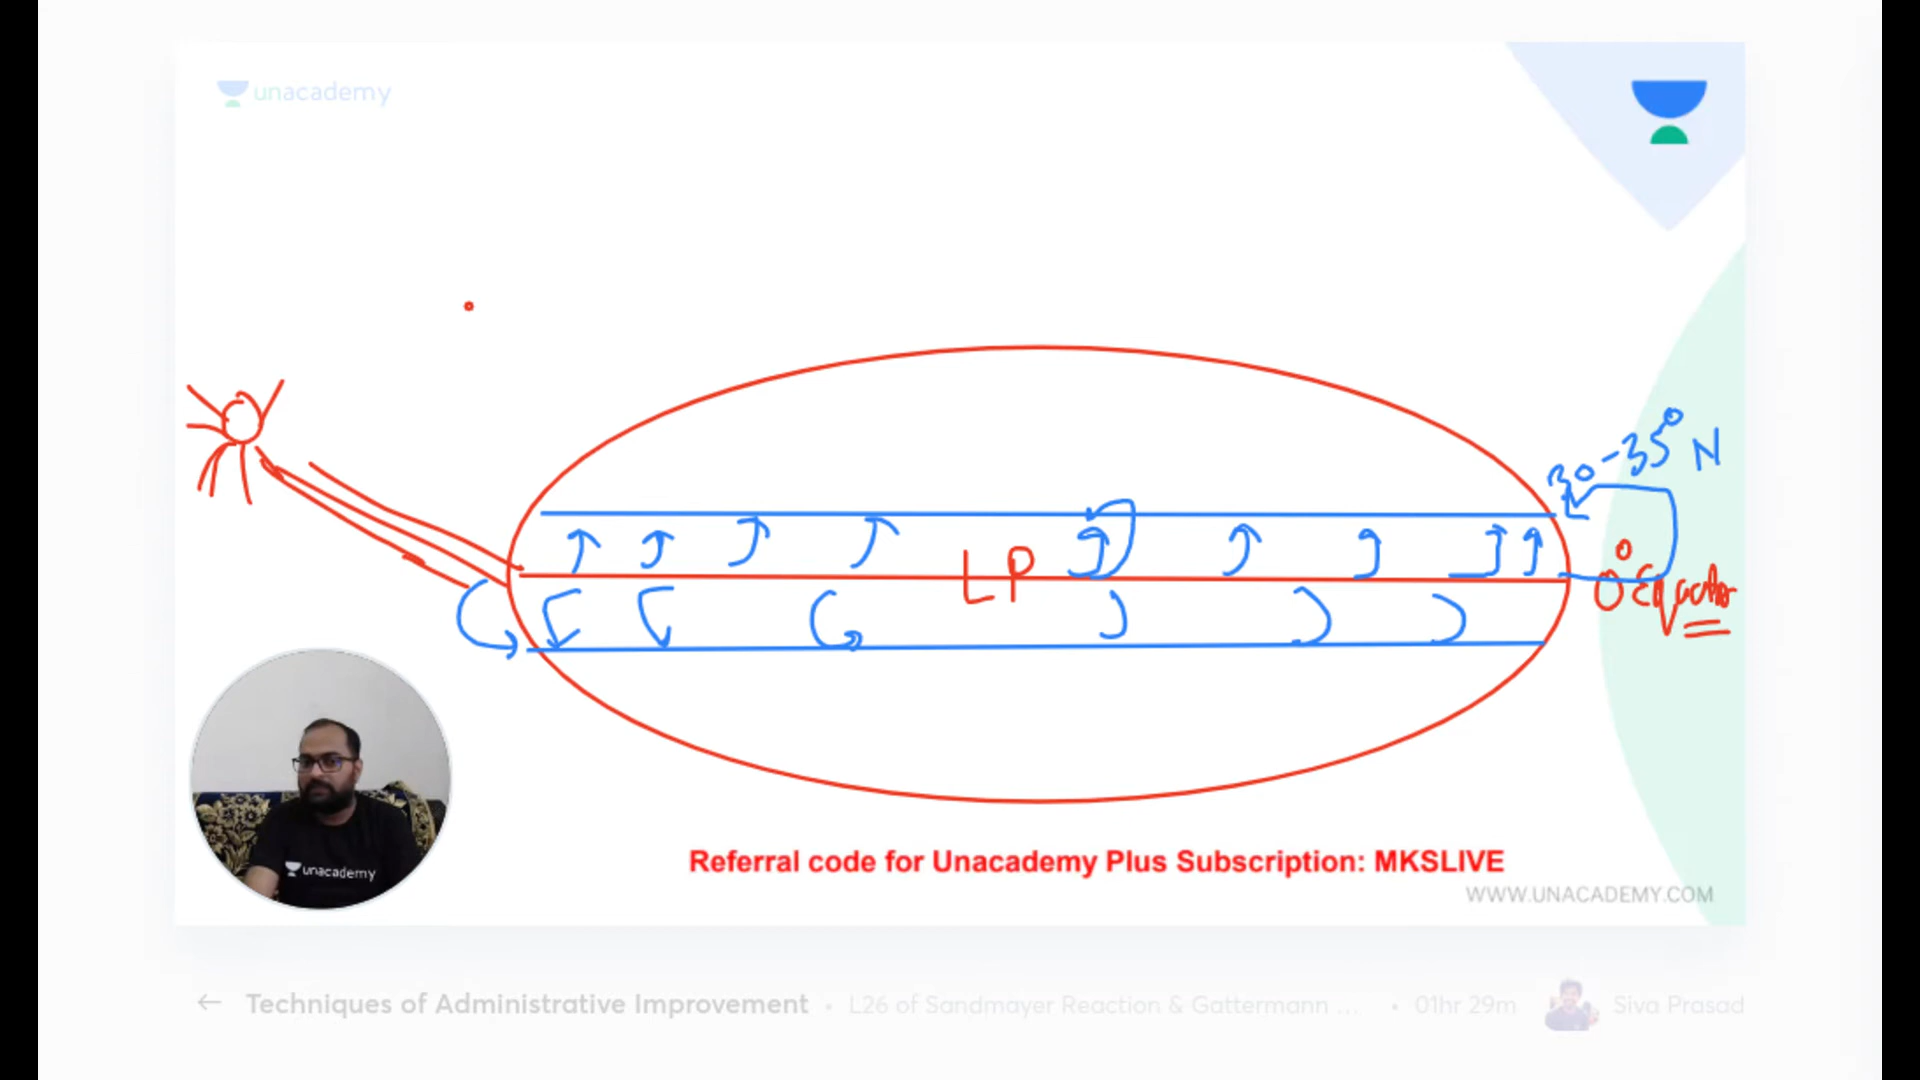 unacademy
30-35° N
LP
0° Equator
unacademy
Referral code for Unacademy Plus Subscription: MKSLIVE
WWW.UNACADEMY.COM
← Techniques of Administrative Improvement • L26 of Sandmayer Reaction & Gattermann ... • 01hr 29m Siva Prasad